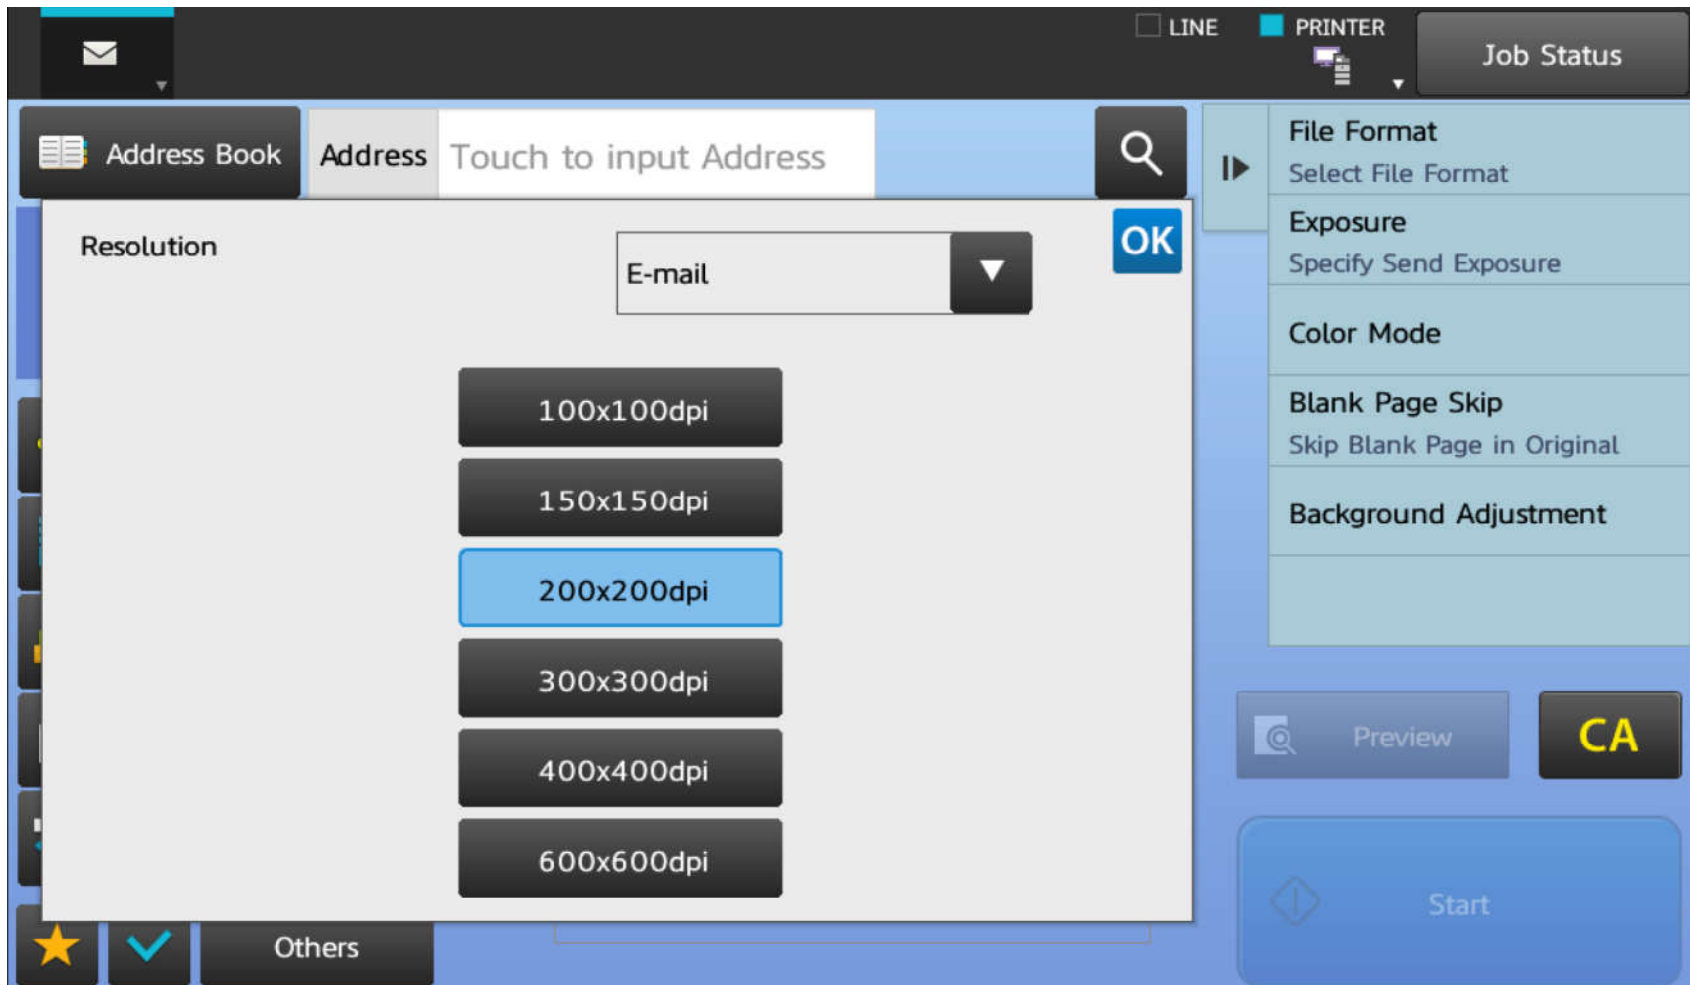 LINE
PRINTER
Job Status
Address Book
Address
Touch to input Address
File Format
Select File Format
Resolution
E-mail
OK
Exposure
Specify Send Exposure
Color Mode
100x100dpi
Blank Page Skip
Skip Blank Page in Original
150x150dpi
Background Adjustment
200x200dpi
300x300dpi
Preview
CA
400x400dpi
600x600dpi
Start
Others